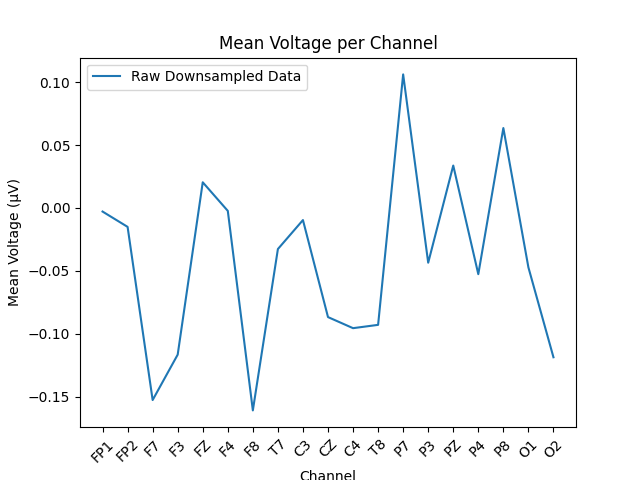 Mean Voltage per Channel
Raw Downsampled Data
0.10
0.05
0.00
−0.05
−0.10
−0.15
Mean Voltage (μV)
FP1 FP2 F7 F3 FZ F4 F8 T7 C3 CZ C4 T8 P7 P3 PZ P4 P8 O1 O2
Channel